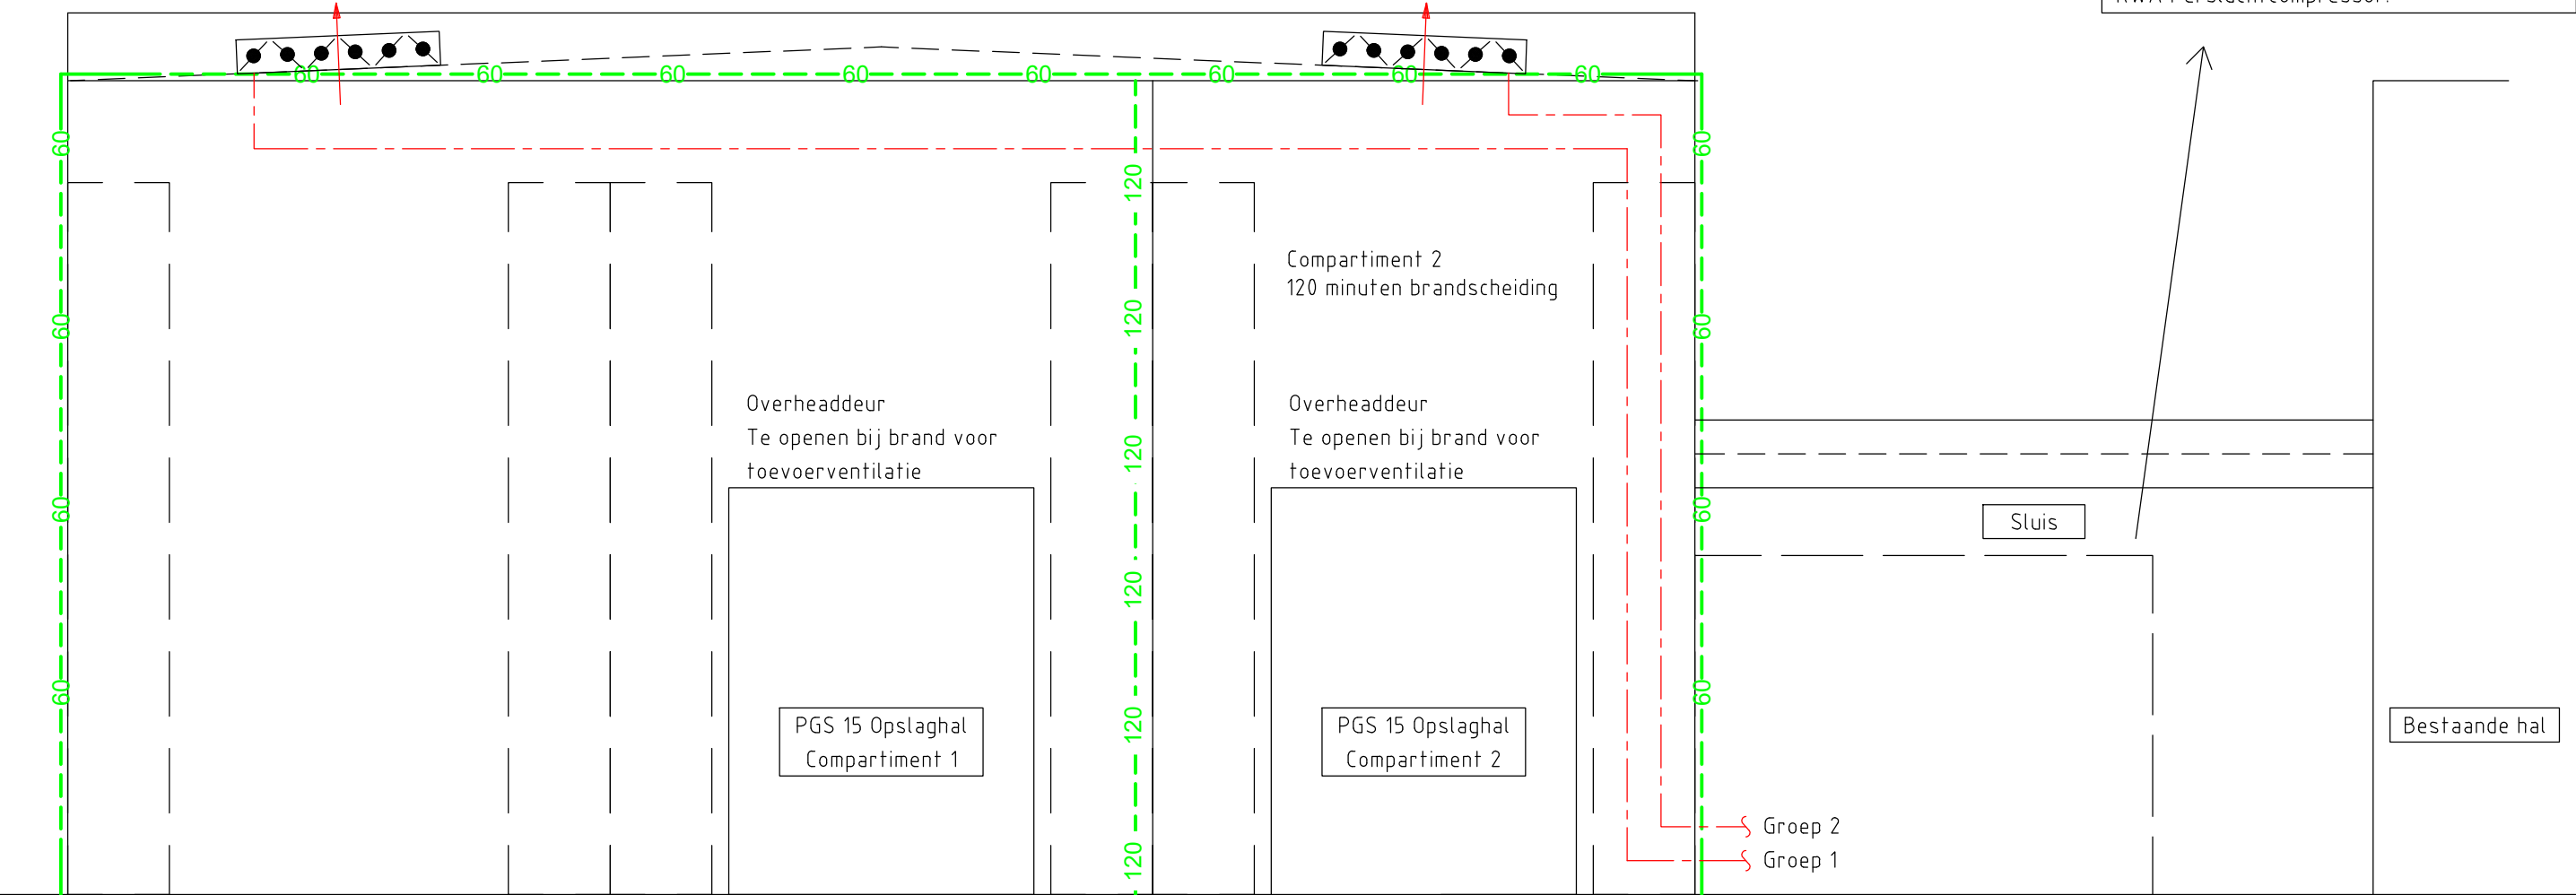 RWA Persluchtcompressor.
60 60 60 60 60 60 60 60
60
60
60
60
120
120
120
120
120
120
60
60
60
60
Compartiment 2
120 minuten brandscheiding
Overheaddeur
Te openen bij brand voor
toevoerventilatie
Overheaddeur
Te openen bij brand voor
toevoerventilatie
Sluis
PGS 15 Opslaghal
Compartiment 1
PGS 15 Opslaghal
Compartiment 2
Bestaande hal
Groep 2
Groep 1